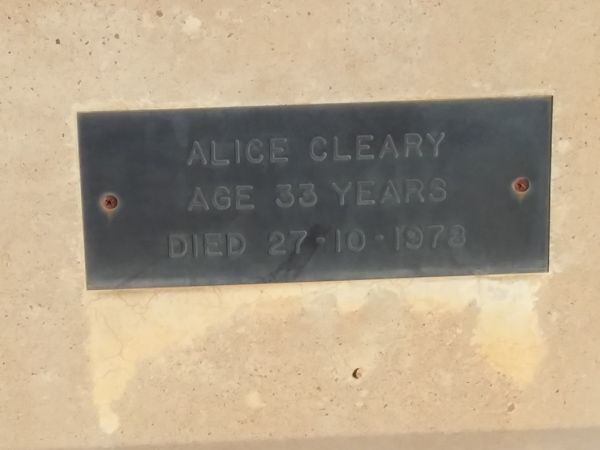 ALICE CLEARY
AGE 33 YEARS
DIED 27·10·1978